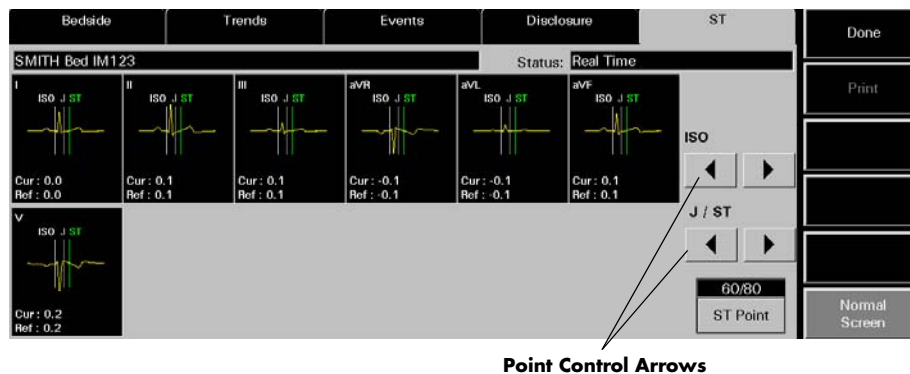 Bedside Trends Events Disclosure ST
Done
SMITH Bed IM123 Status: Real Time
Print
I II III aVR aVL aVF
ISO J ST ISO J ST ISO J ST ISO J ST ISO J ST ISO J ST
ISO
Cur : 0.0 Cur : 0.1 Cur : 0.1 Cur : -0.1 Cur : -0.1 Cur : 0.1
Ref : 0.0 Ref : 0.1 Ref : 0.1 Ref : -0.1 Ref : -0.1 Ref : 0.1
J / ST
V
ISO J ST
Cur : 0.2
Ref : 0.2
60/80
ST Point
Normal
Screen
Point Control Arrows